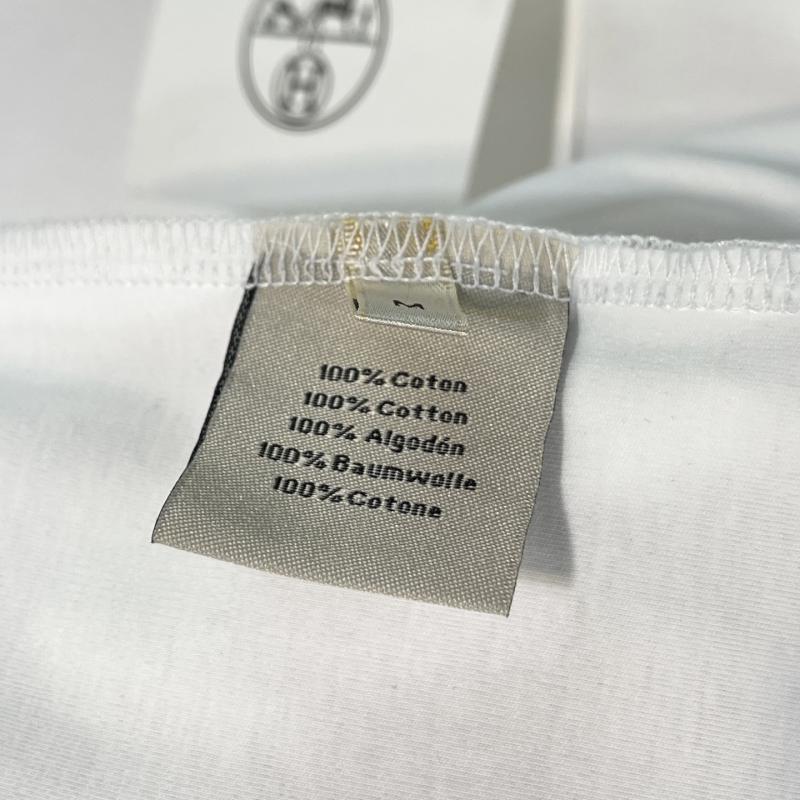 H
M
100% Coton
100% Cotton
100% Algodón
100% Baumwolle
100% Cotone